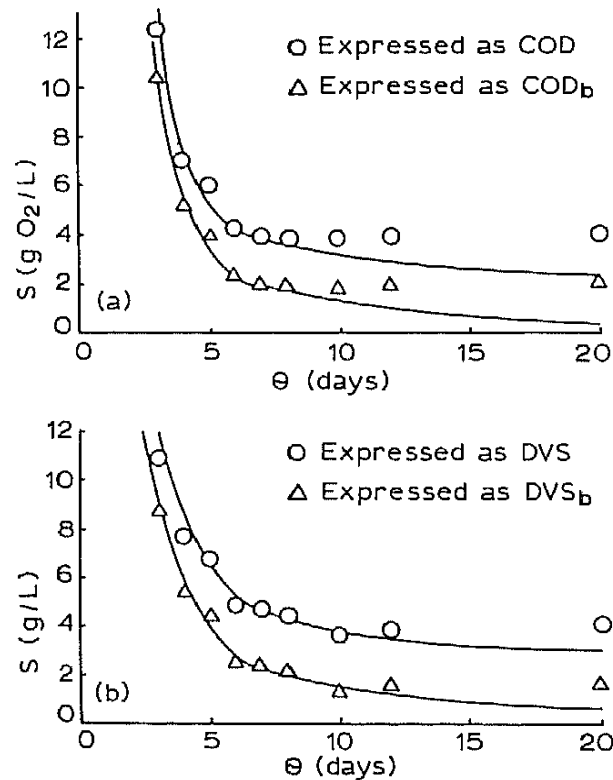 12
10
8
6
4
2
0
S (g O2/L)
○ Expressed as COD
△ Expressed as CODb
(a)
0 5 10 15 20
Θ (days)
12
10
8
6
4
2
0
S (g/L)
○ Expressed as DVS
△ Expressed as DVSb
(b)
0 5 10 15 20
Θ (days)